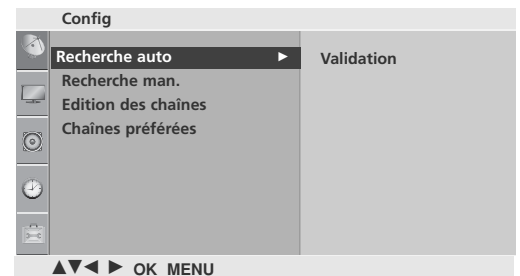 Config
Recherche auto ► Validation
Recherche man.
Edition des chaînes
Chaînes préférées
▲▼◄ ► OK MENU